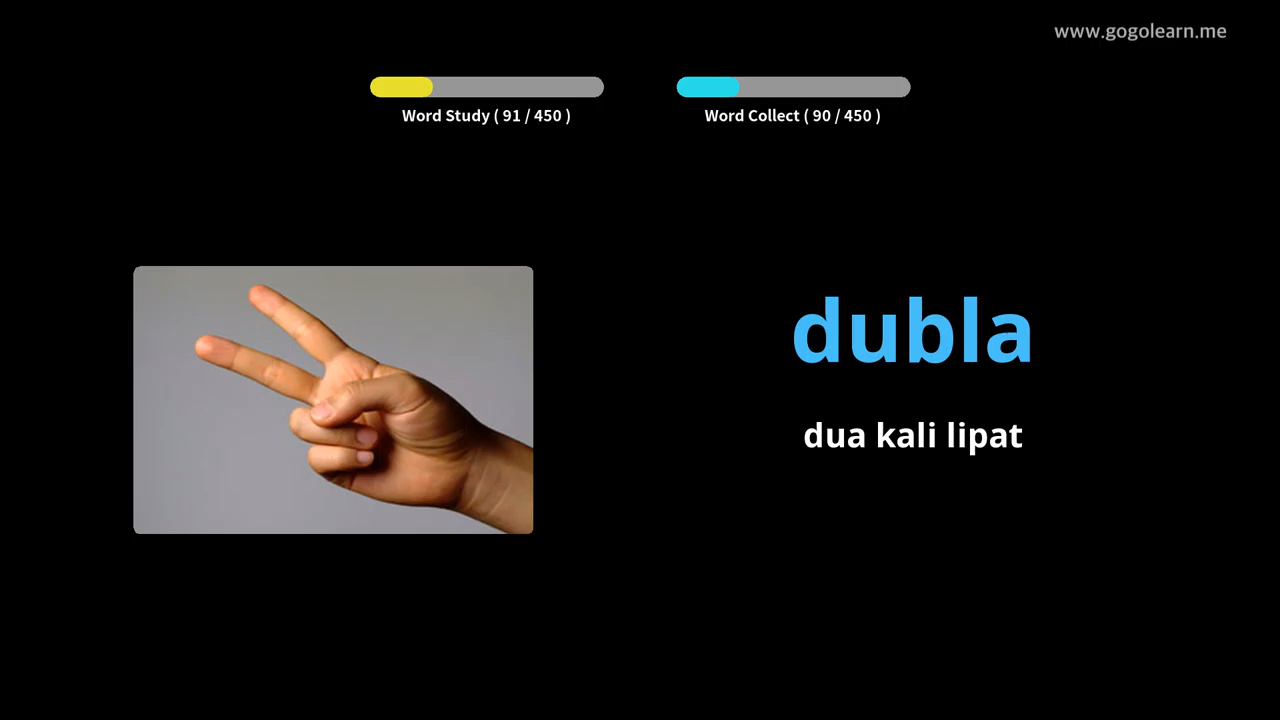 www.gogolearn.me
Word Study ( 91 / 450 )
Word Collect ( 90 / 450 )
dubla
dua kali lipat